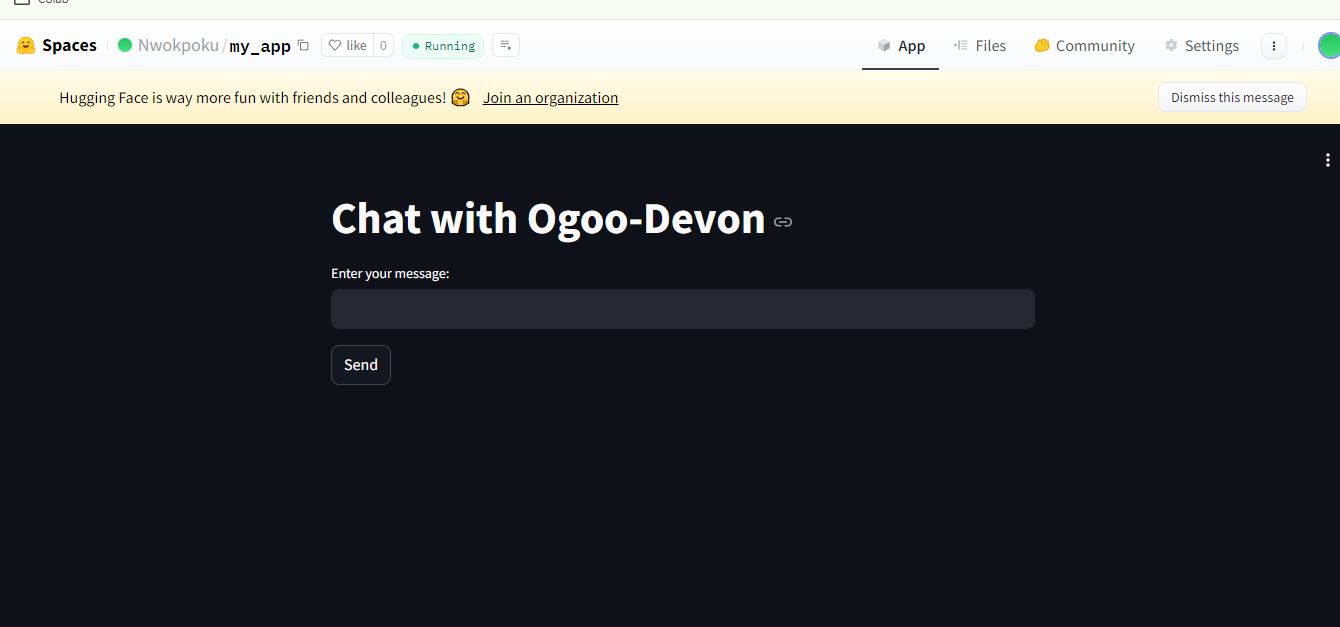 Colab
Spaces Nwokpoku/my_app like 0 Running App Files Community Settings
Hugging Face is way more fun with friends and colleagues! 🤗 Join an organization Dismiss this message
Chat with Ogoo-Devon
Enter your message:
Send